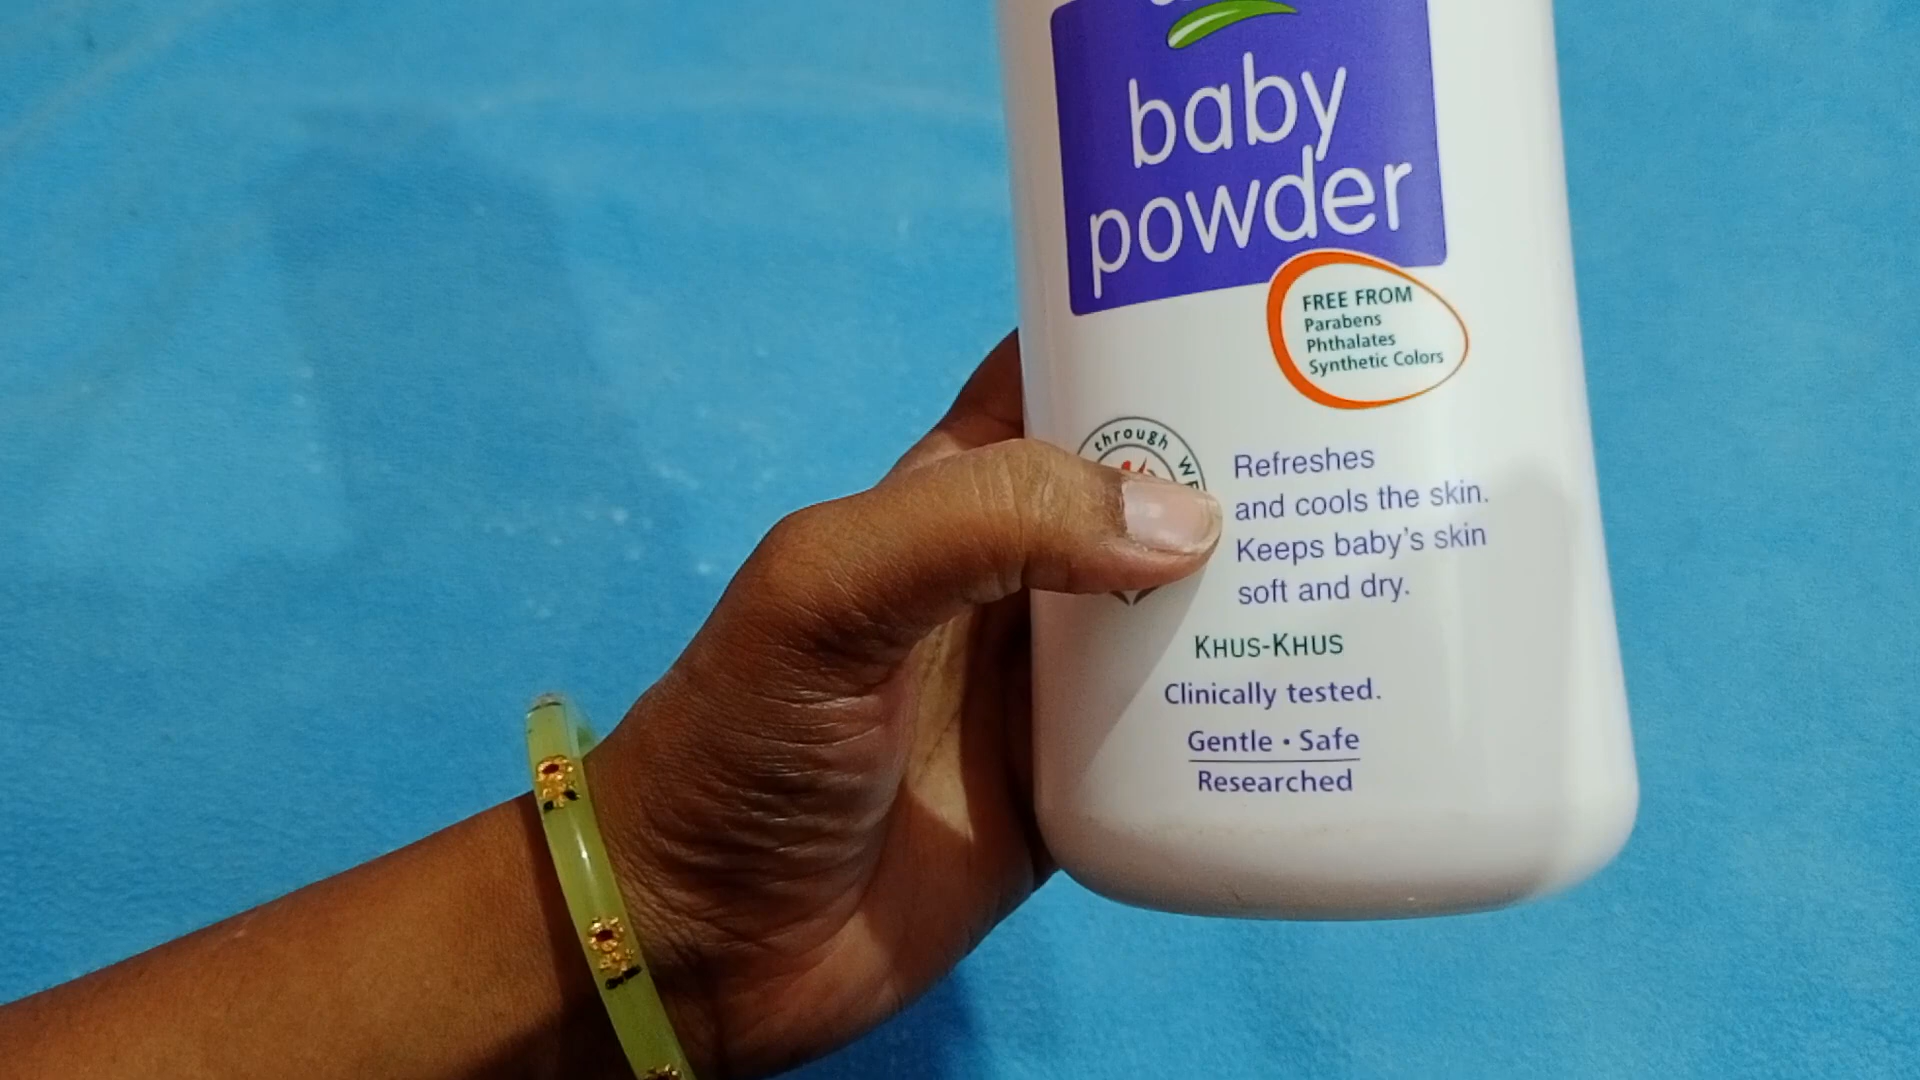 baby
powder
FREE FROM
Parabens
Phthalates
Synthetic Colors
through
Refreshes
and cools the skin.
Keeps baby's skin
soft and dry.
KHUS-KHUS
Clinically tested.
Gentle • Safe
Researched